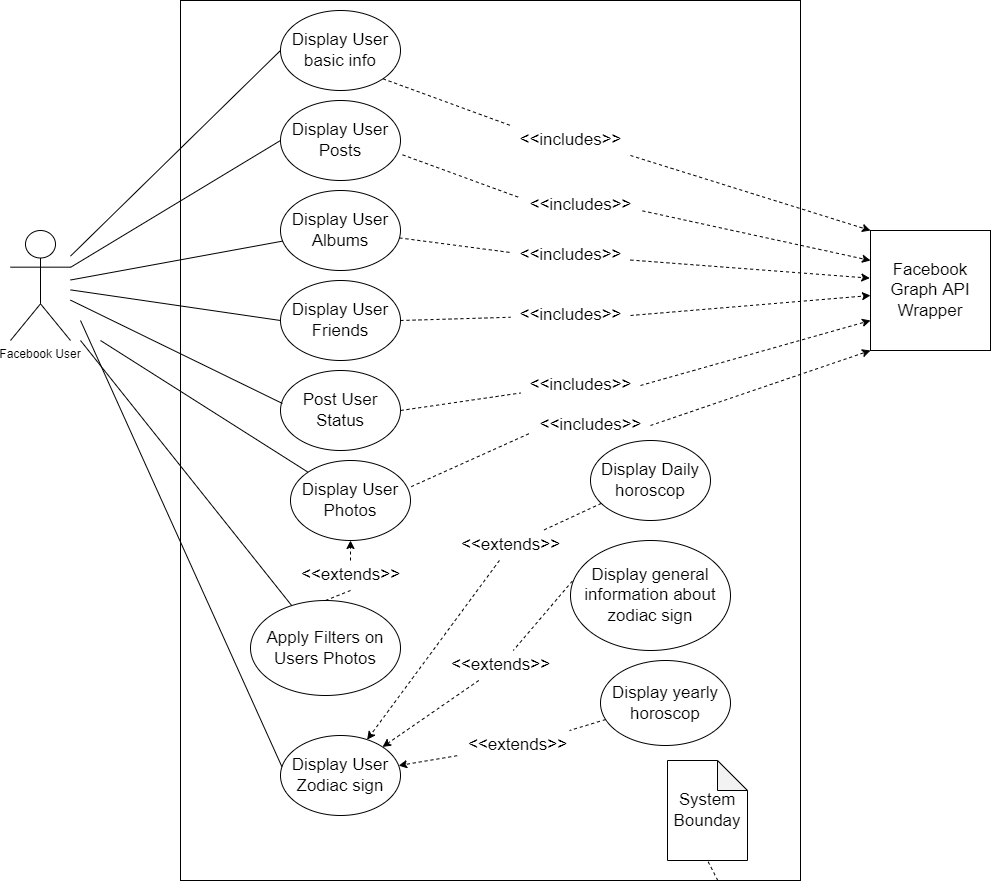 Display User
basic info
<<includes>>
Display User
Posts
<<includes>>
Display User
Albums
<<includes>>
Facebook
Graph API
Wrapper
Display User
Friends
<<includes>>
Facebook User
Post User
Status
<<includes>>
<<includes>>
Display User
Photos
Display Daily
horoscop
<<extends>>
<<extends>>
Display general
information about
zodiac sign
Apply Filters on
Users Photos
<<extends>>
Display yearly
horoscop
<<extends>>
Display User
Zodiac sign
System
Bounday